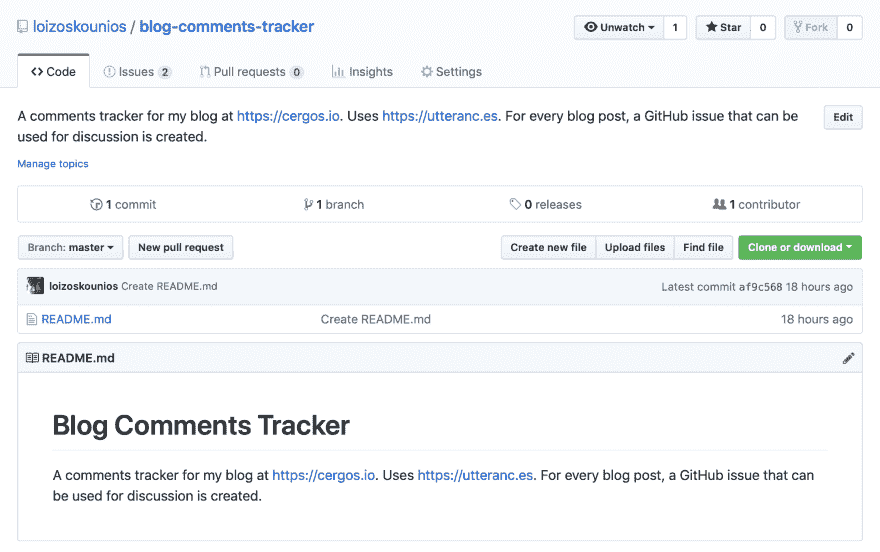 loizoskounios / blog-comments-tracker
Unwatch 1 Star 0 Fork 0
Code Issues 2 Pull requests 0 Insights Settings
A comments tracker for my blog at https://cergos.io. Uses https://utteranc.es. For every blog post, a GitHub issue that can be
used for discussion is created.
Edit
Manage topics
1 commit 1 branch 0 releases 1 contributor
Branch: master New pull request Create new file Upload files Find file Clone or download
loizoskounios Create README.md Latest commit af9c568 18 hours ago
README.md Create README.md 18 hours ago
README.md
Blog Comments Tracker
A comments tracker for my blog at https://cergos.io. Uses https://utteranc.es. For every blog post, a GitHub issue that can
be used for discussion is created.